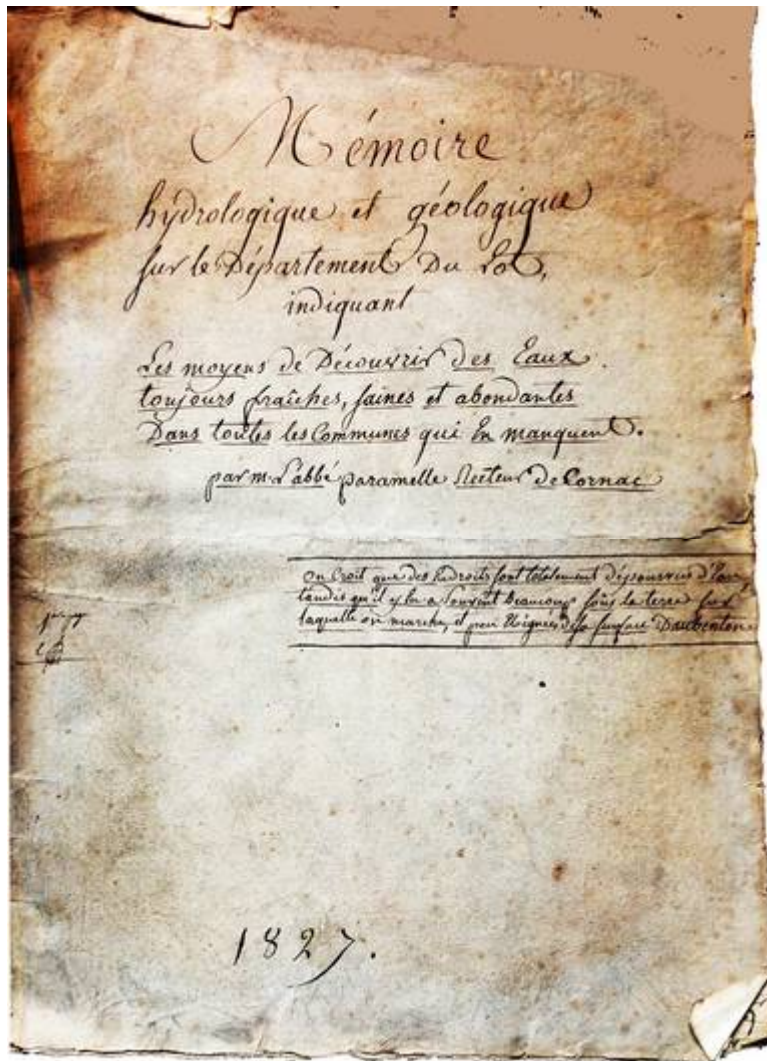 Mémoire
hydrologique et géologique
sur le Département Du Lot,
indiquant
Les moyens de Découvrir des Eaux
toujours fraîches, saines et abondantes
Dans toutes les Communes qui En manquent.
par mr L'abbé paramelle Recteur De Cornac
on Croit que des Endroits sont totalement dépourvus d'Eau,
tandis qu'il y En a souvent Beaucoup sous la terre sur
laquelle on marche, et peu Eloignées de sa surface Daubenton
1827.